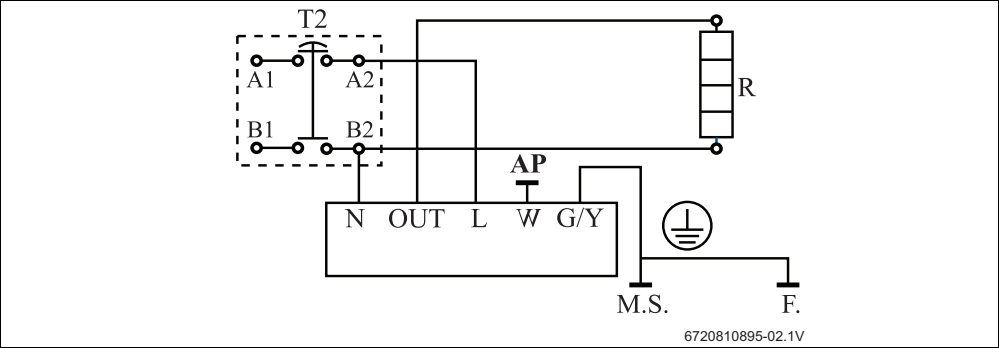 T2
A1 A2
R
B1 B2
AP
N OUT L W G/Y
M.S. F.
6720810895-02.1V